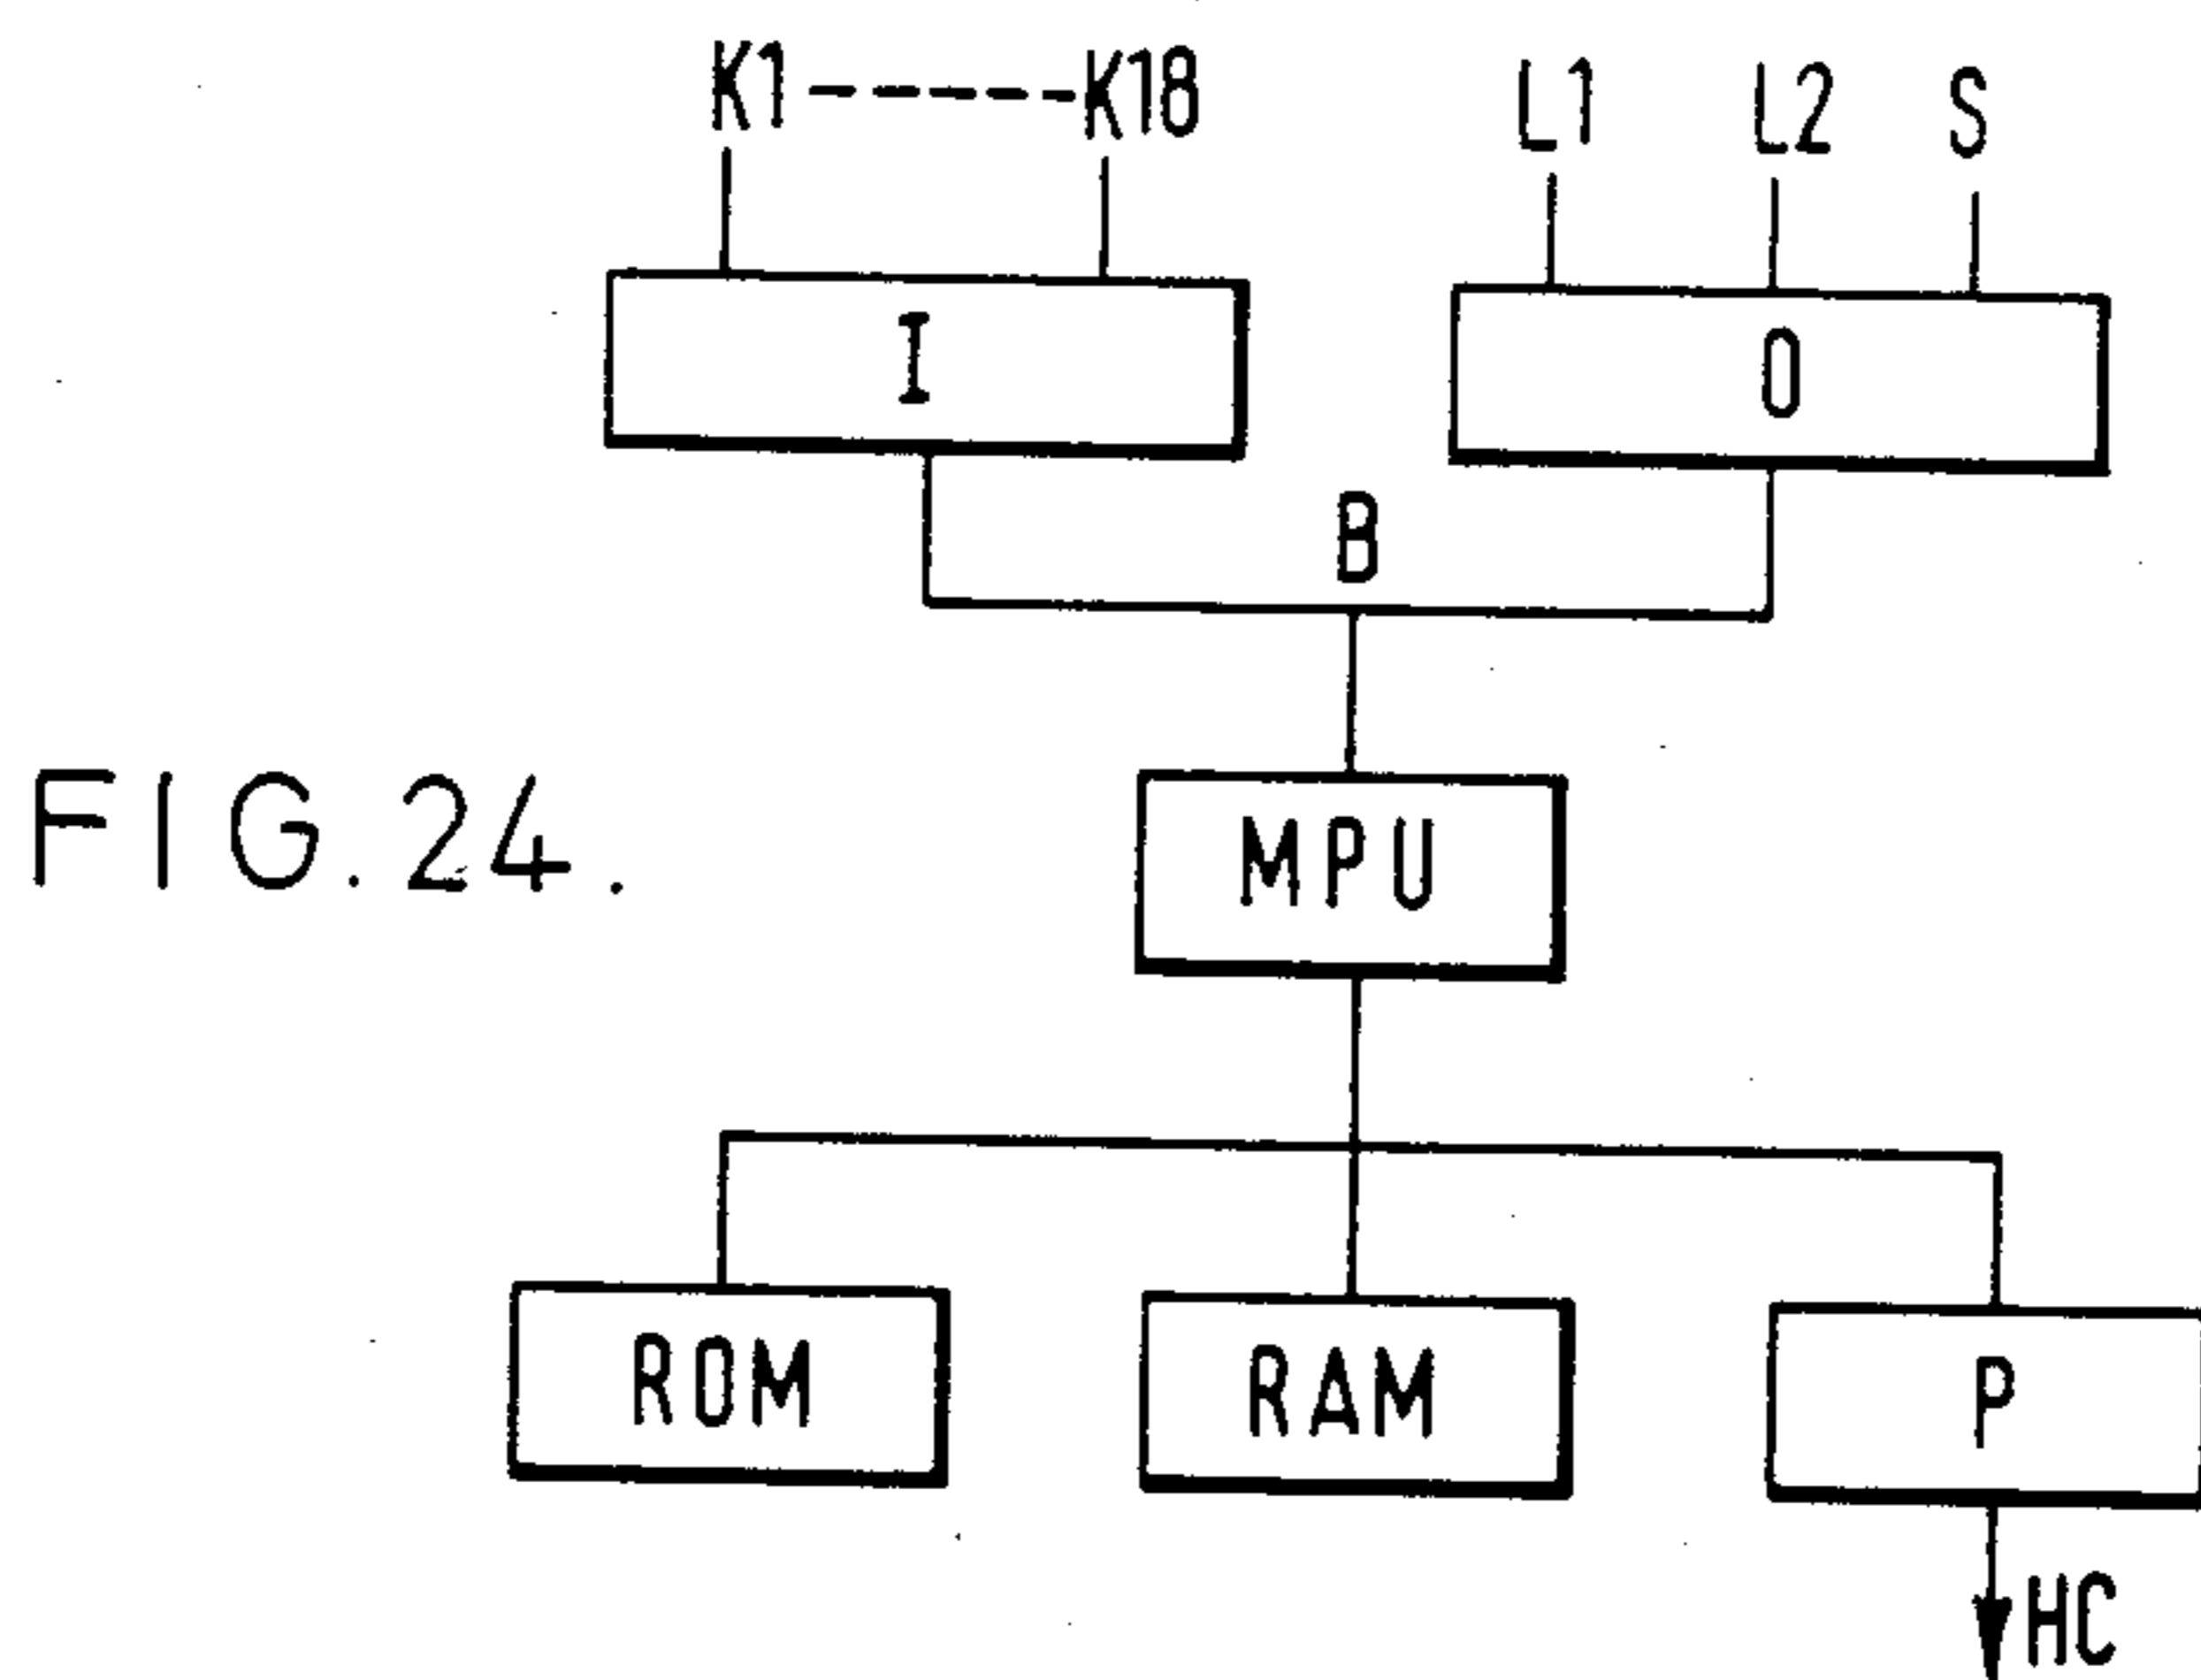 K1 - - - - - K18 L1 L2 S
I O
B
FIG. 24.
MPU
ROM RAM P
HC